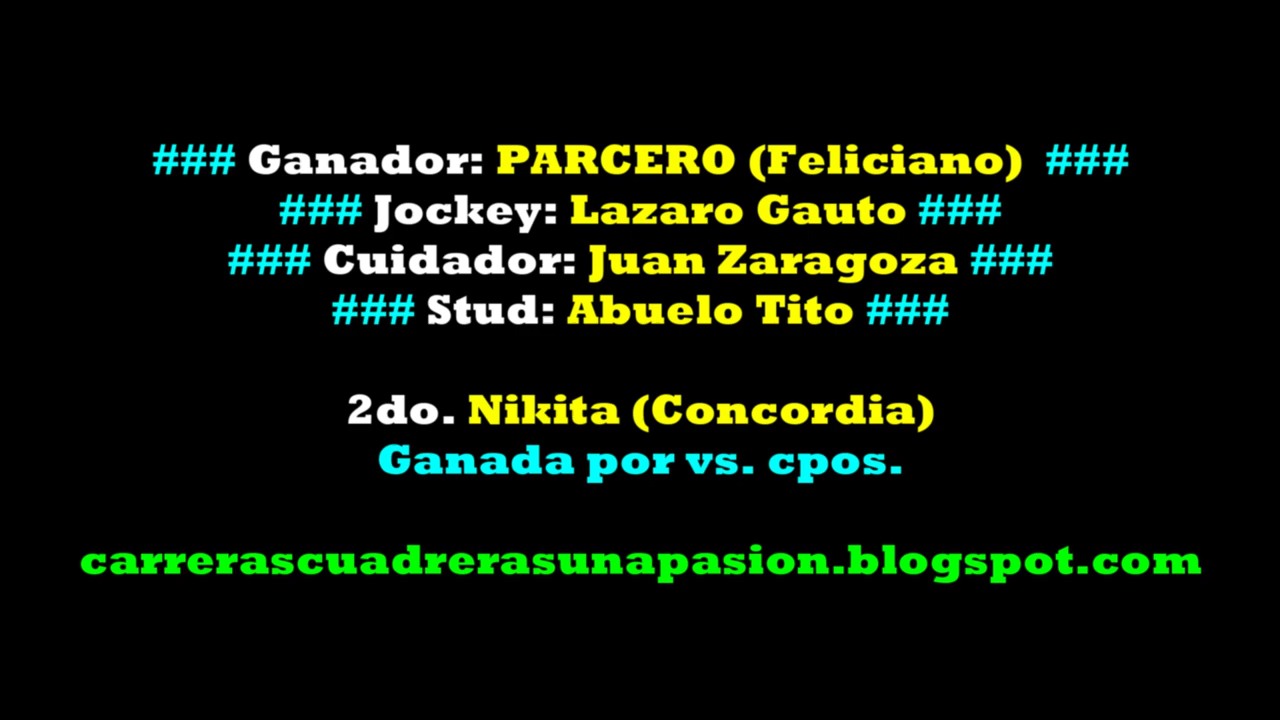 ### Ganador: PARCERO (Feliciano) ###
### Jockey: Lazaro Gauto ###
### Cuidador: Juan Zaragoza ###
### Stud: Abuelo Tito ###
2do. Nikita (Concordia)
Ganada por vs. cpos.
carrerascuadrerasunapasion.blogspot.com